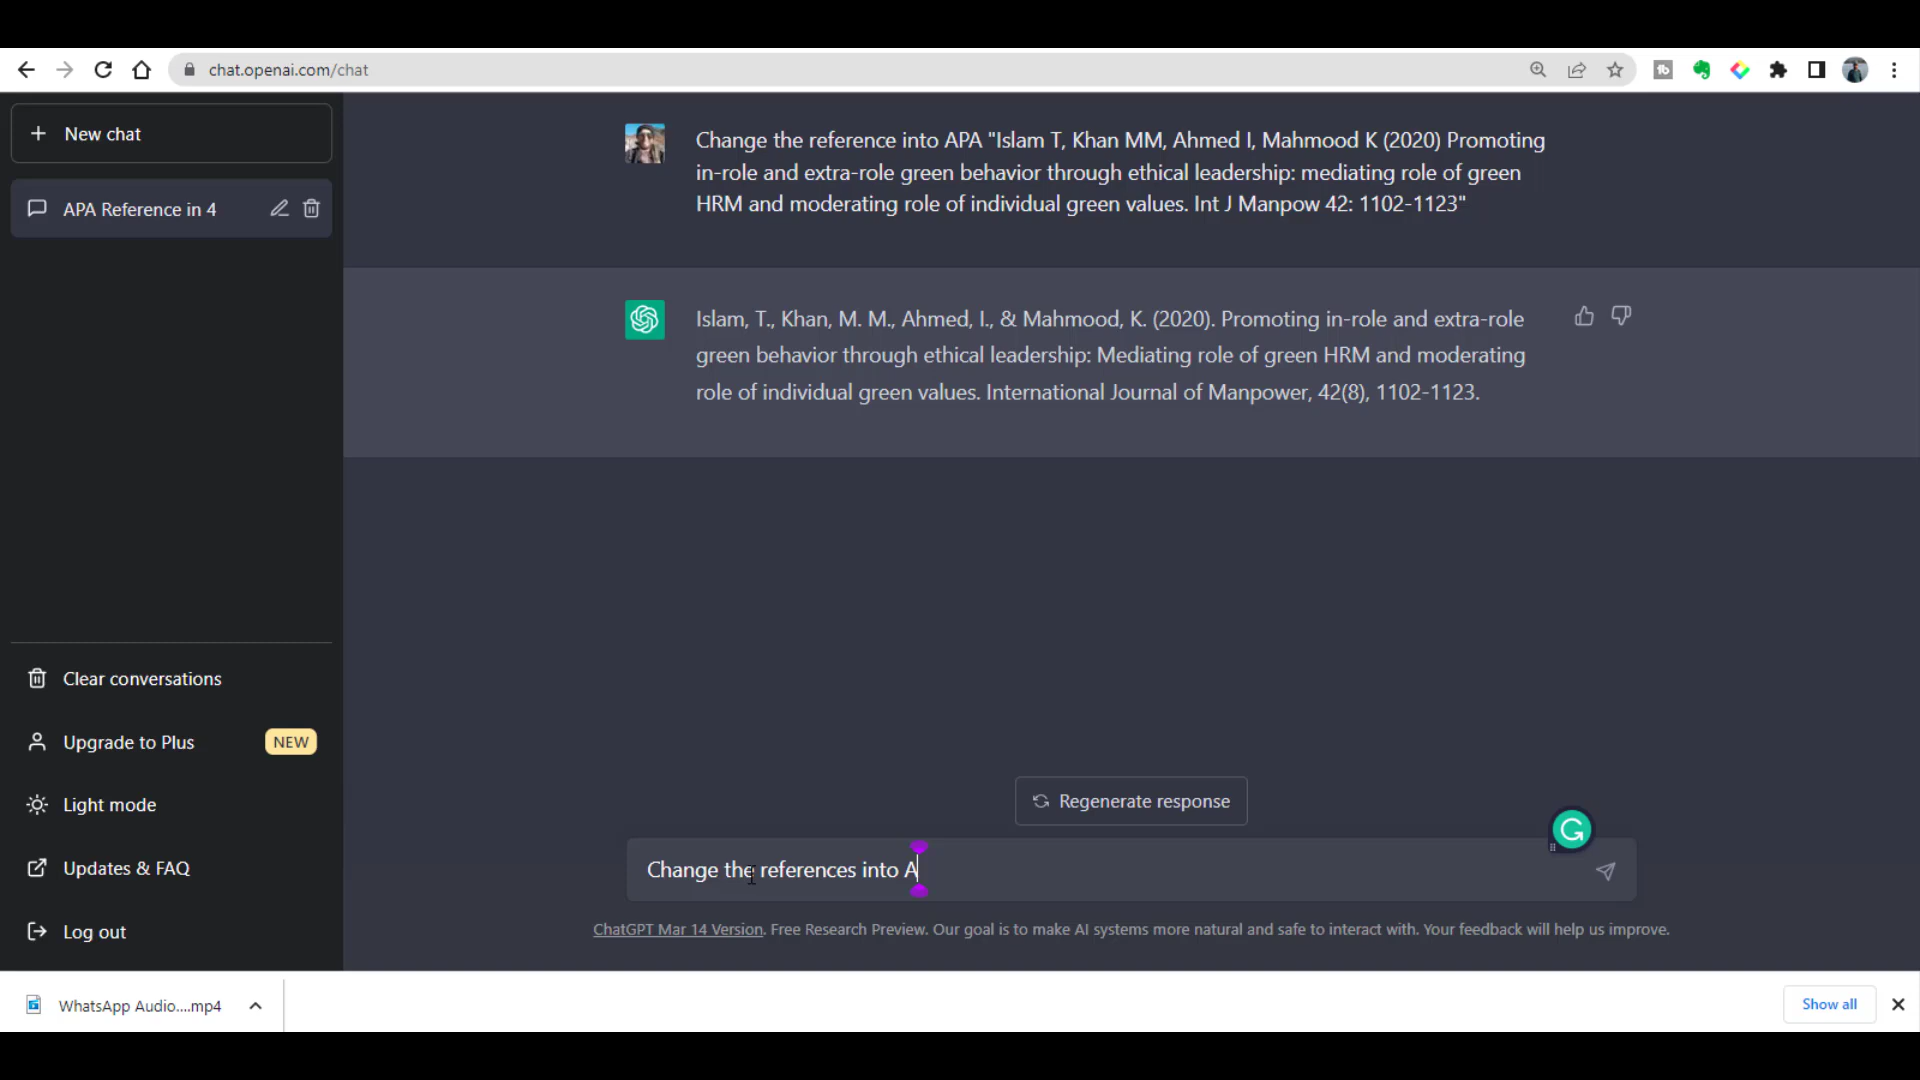 chat.openai.com/chat
New chat
APA Reference in 4
Change the reference into APA "Islam T, Khan MM, Ahmed I, Mahmood K (2020) Promoting
in-role and extra-role green behavior through ethical leadership: mediating role of green
HRM and moderating role of individual green values. Int J Manpow 42: 1102-1123"
Islam, T., Khan, M. M., Ahmed, I., & Mahmood, K. (2020). Promoting in-role and extra-role
green behavior through ethical leadership: Mediating role of green HRM and moderating
role of individual green values. International Journal of Manpower, 42(8), 1102-1123.
Clear conversations
Upgrade to Plus
NEW
Light mode
Updates & FAQ
Log out
Regenerate response
Change the references into A
ChatGPT Mar 14 Version. Free Research Preview. Our goal is to make AI systems more natural and safe to interact with. Your feedback will help us improve.
WhatsApp Audio....mp4
Show all